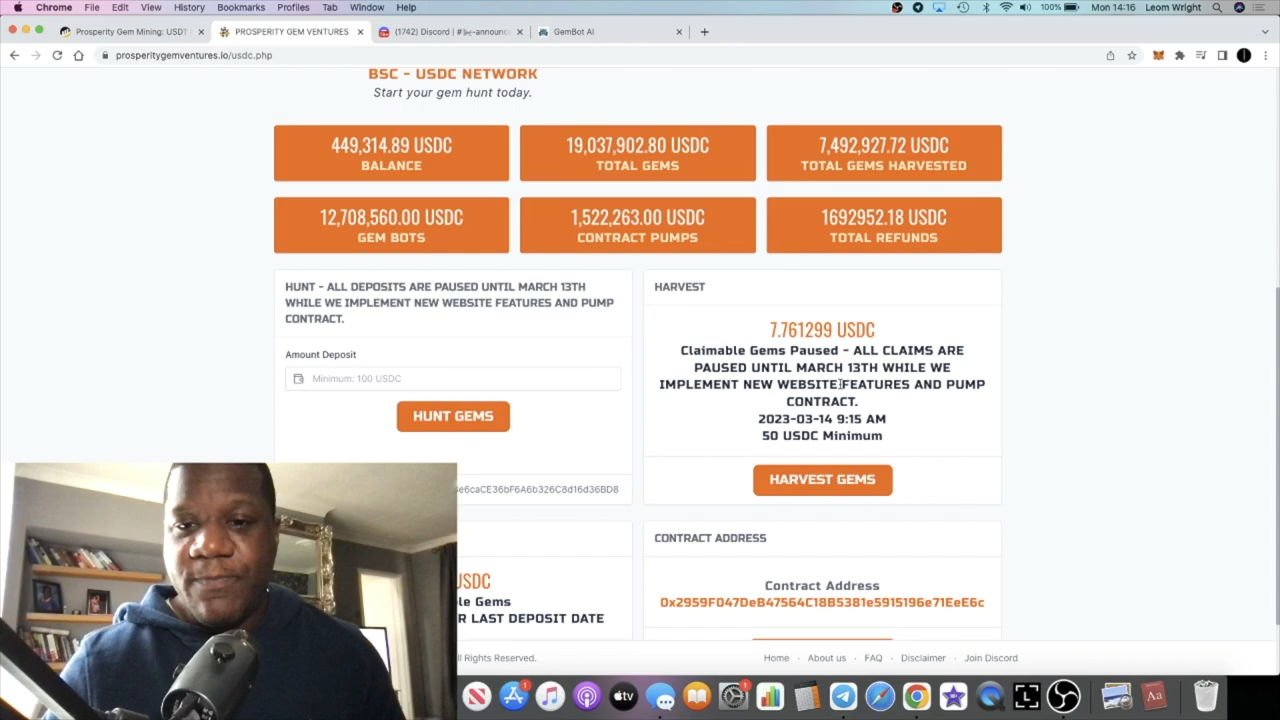 Chrome File Edit View History Bookmarks Profiles Tab Window Help 100% Mon 14:16 Leom Wright
Prosperity Gem Mining: USDT PROSPERITY GEM VENTURES (1742) Discord | GemBot AI
prosperitygemventures.io/usdc.php
BSC - USDC NETWORK
Start your gem hunt today.
449,314.89 USDC
BALANCE
19,037,902.80 USDC
TOTAL GEMS
7,492,927.72 USDC
TOTAL GEMS HARVESTED
12,708,560.00 USDC
GEM BOTS
1,522,263.00 USDC
CONTRACT PUMPS
1692952.18 USDC
TOTAL REFUNDS
HUNT - ALL DEPOSITS ARE PAUSED UNTIL MARCH 13TH
WHILE WE IMPLEMENT NEW WEBSITE FEATURES AND PUMP
CONTRACT.
Amount Deposit
Minimum: 100 USDC
HUNT GEMS
6caCE36bF6A6b326C8d16d36BD8
HARVEST
7.761299 USDC
Claimable Gems Paused - ALL CLAIMS ARE
PAUSED UNTIL MARCH 13TH WHILE WE
IMPLEMENT NEW WEBSITE FEATURES AND PUMP
CONTRACT.
2023-03-14 9:15 AM
50 USDC Minimum
HARVEST GEMS
USDC
le Gems
R LAST DEPOSIT DATE
CONTRACT ADDRESS
Contract Address
0x2959F047DeB47564C18B5381e5915196e71EeE6c
ll Rights Reserved.
Home · About us · FAQ · Disclaimer · Join Discord